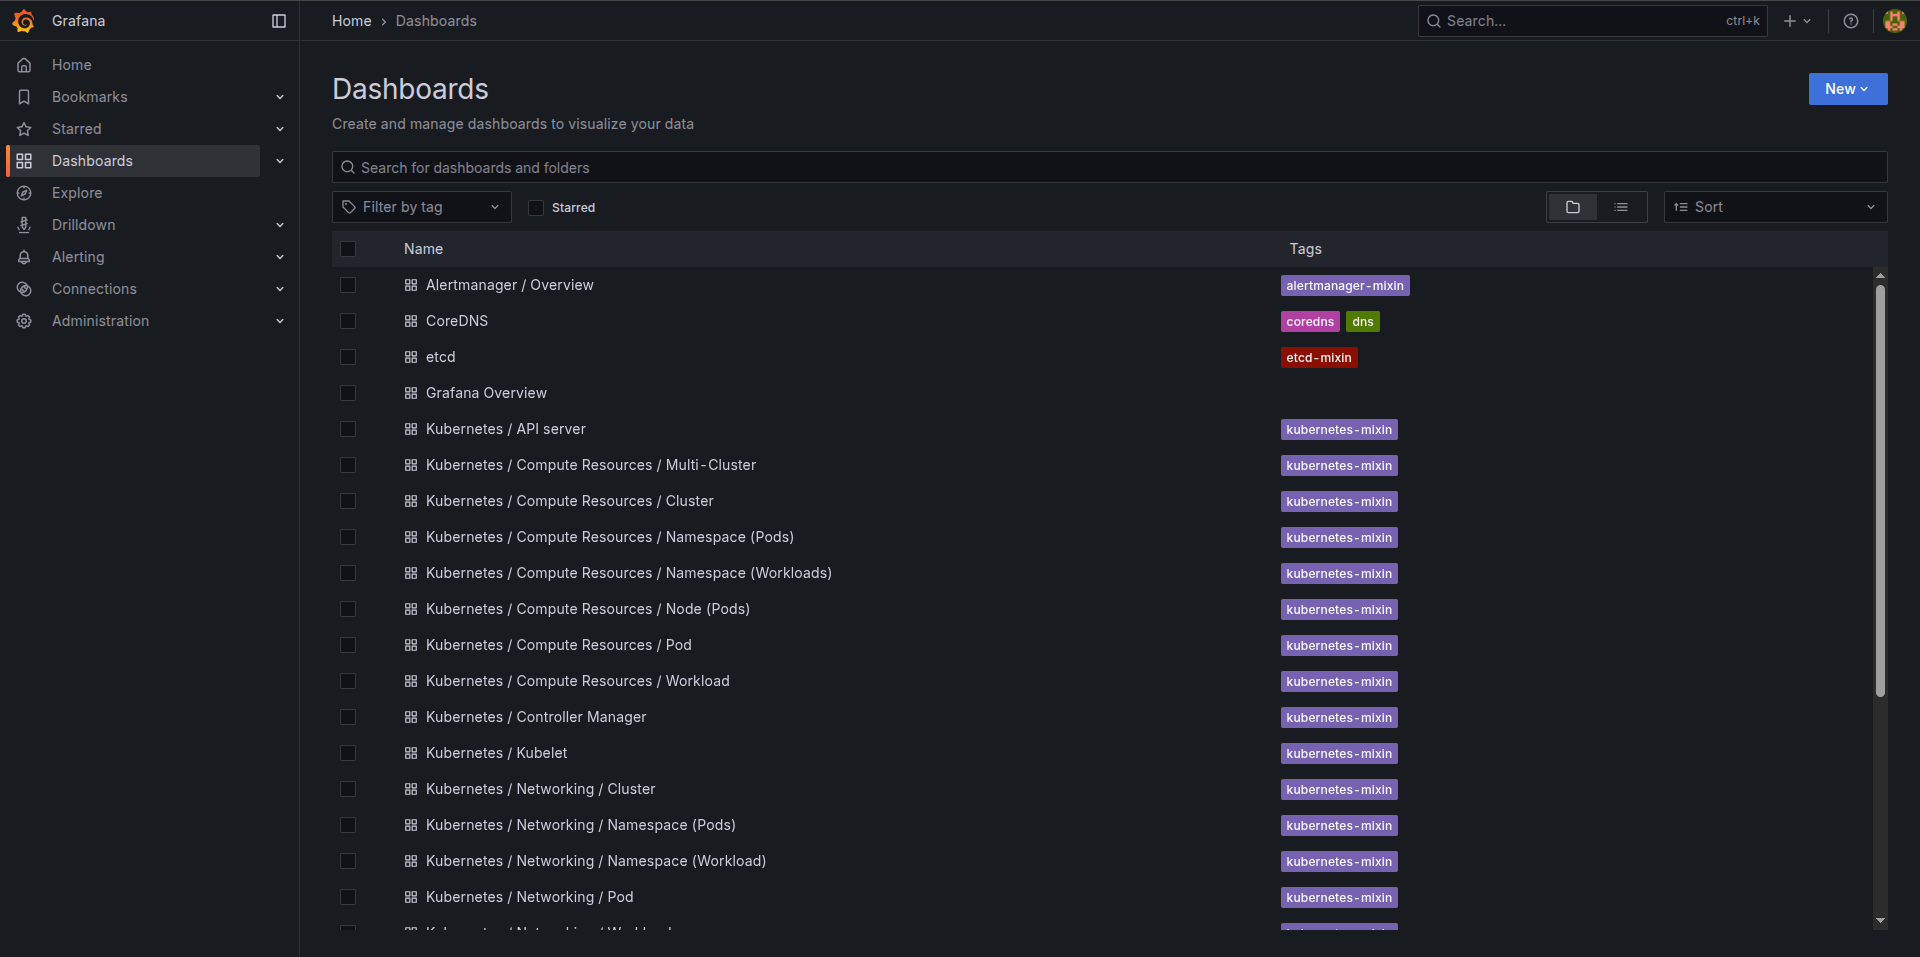 Grafana
Home › Dashboards
Search... ctrl+k
Home
Bookmarks
Starred
Dashboards
Explore
Drilldown
Alerting
Connections
Administration
Dashboards
New
Create and manage dashboards to visualize your data
Search for dashboards and folders
Filter by tag Starred Sort
Name Tags
Alertmanager / Overview alertmanager-mixin
CoreDNS coredns dns
etcd etcd-mixin
Grafana Overview
Kubernetes / API server kubernetes-mixin
Kubernetes / Compute Resources / Multi-Cluster kubernetes-mixin
Kubernetes / Compute Resources / Cluster kubernetes-mixin
Kubernetes / Compute Resources / Namespace (Pods) kubernetes-mixin
Kubernetes / Compute Resources / Namespace (Workloads) kubernetes-mixin
Kubernetes / Compute Resources / Node (Pods) kubernetes-mixin
Kubernetes / Compute Resources / Pod kubernetes-mixin
Kubernetes / Compute Resources / Workload kubernetes-mixin
Kubernetes / Controller Manager kubernetes-mixin
Kubernetes / Kubelet kubernetes-mixin
Kubernetes / Networking / Cluster kubernetes-mixin
Kubernetes / Networking / Namespace (Pods) kubernetes-mixin
Kubernetes / Networking / Namespace (Workload) kubernetes-mixin
Kubernetes / Networking / Pod kubernetes-mixin